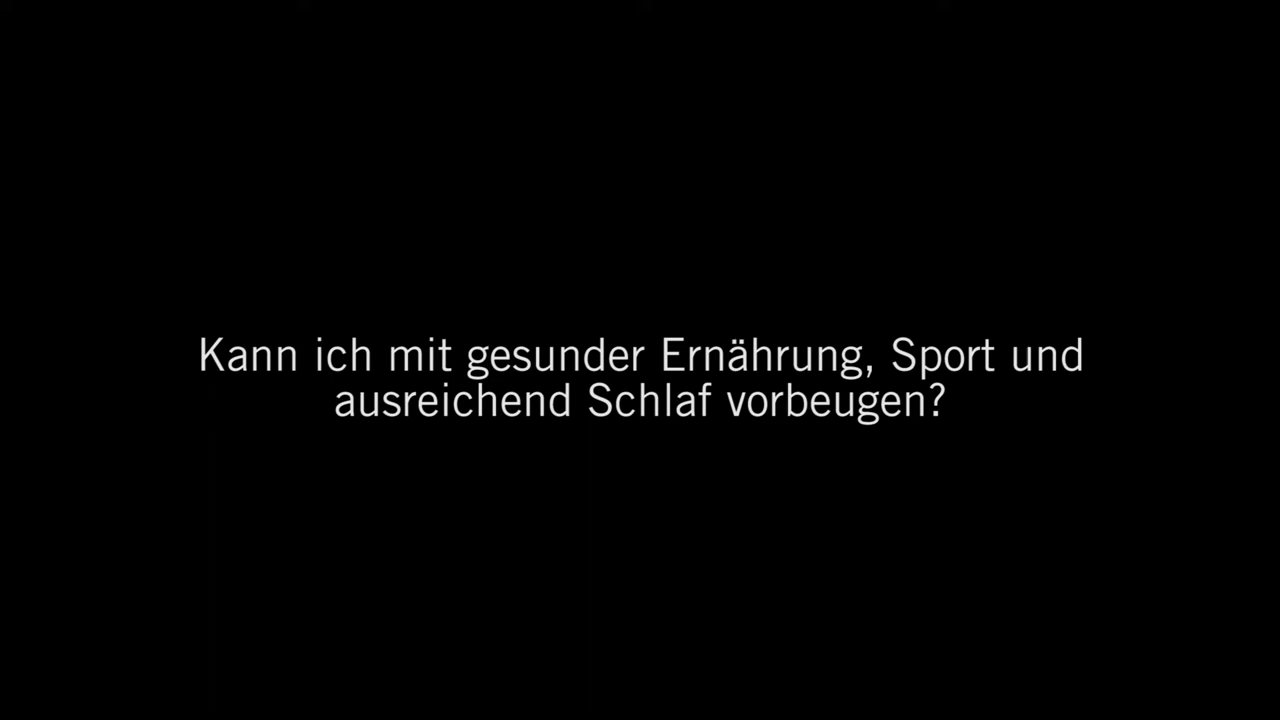 Kann ich mit gesunder Ernährung, Sport und
ausreichend Schlaf vorbeugen?